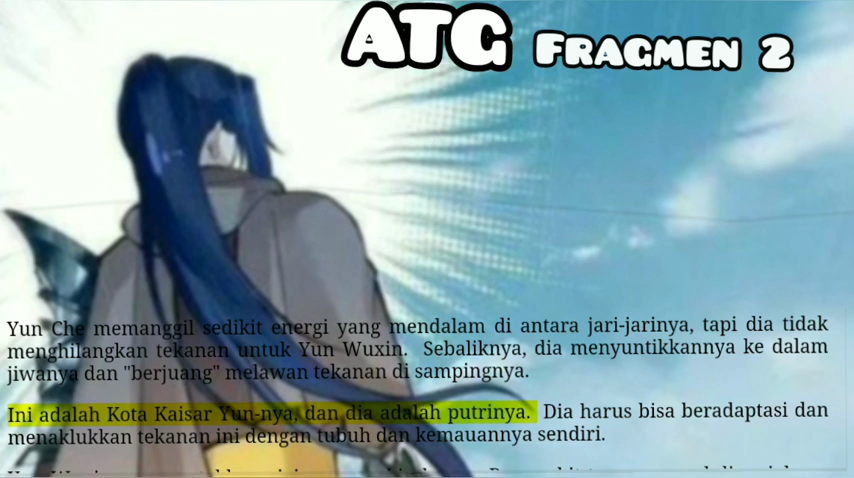 ATG FRAGMEN 2
Yun Che memanggil sedikit energi yang mendalam di antara jari-jarinya, tapi dia tidak
menghilangkan tekanan untuk Yun Wuxin. Sebaliknya, dia menyuntikkannya ke dalam
jiwanya dan "berjuang" melawan tekanan di sampingnya.
Ini adalah Kota Kaisar Yun-nya, dan dia adalah putrinya. Dia harus bisa beradaptasi dan
menaklukkan tekanan ini dengan tubuh dan kemauannya sendiri.